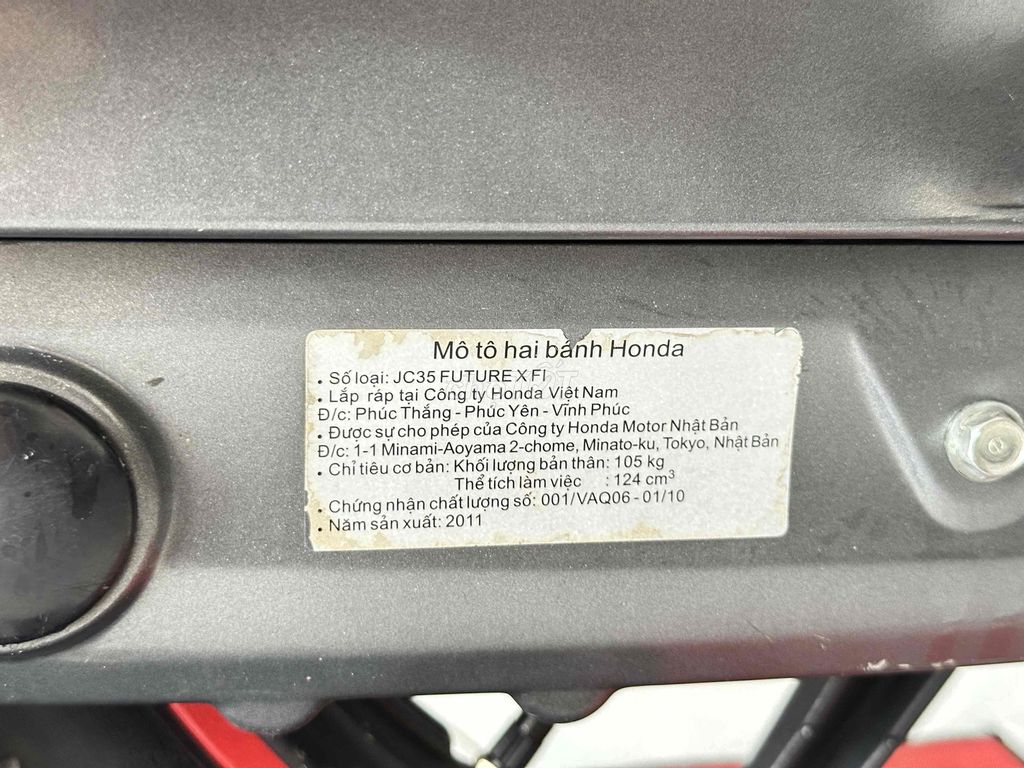 Mô tô hai bánh Honda
• Số loại: JC35 FUTURE X FI
• Lắp ráp tại Công ty Honda Việt Nam
Đ/c: Phúc Thắng - Phúc Yên - Vĩnh Phúc
• Được sự cho phép của Công ty Honda Motor Nhật Bản
Đ/c: 1-1 Minami-Aoyama 2-chome, Minato-ku, Tokyo, Nhật Bản
• Chỉ tiêu cơ bản: Khối lượng bản thân: 105 kg
Thể tích làm việc : 124 cm³
• Chứng nhận chất lượng số: 001/VAQ06 - 01/10
• Năm sản xuất: 2011